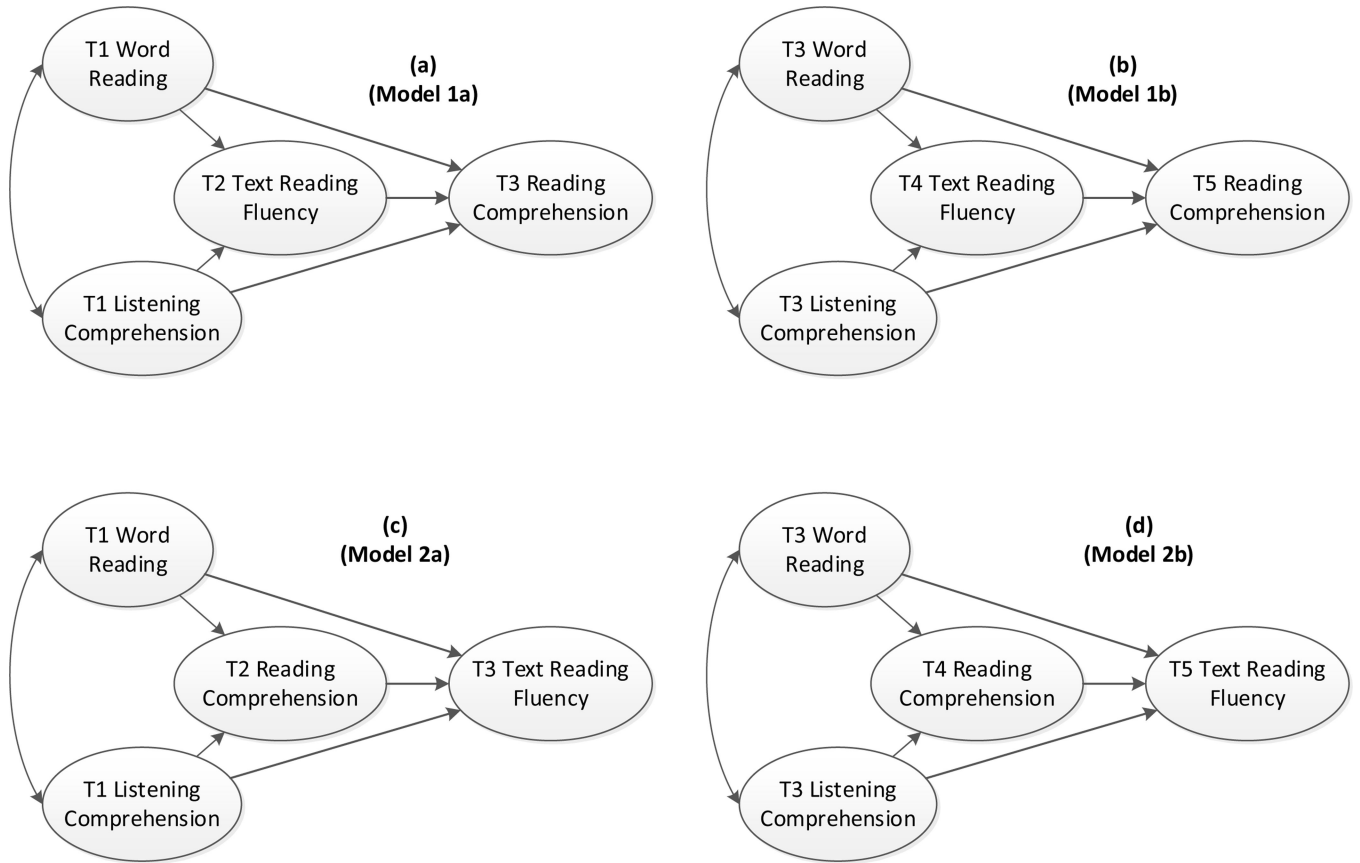 T1 Word
Reading
(a)
(Model 1a)
T2 Text Reading
Fluency
T3 Reading
Comprehension
T1 Listening
Comprehension
T3 Word
Reading
(b)
(Model 1b)
T4 Text Reading
Fluency
T5 Reading
Comprehension
T3 Listening
Comprehension
T1 Word
Reading
(c)
(Model 2a)
T2 Reading
Comprehension
T3 Text Reading
Fluency
T1 Listening
Comprehension
T3 Word
Reading
(d)
(Model 2b)
T4 Reading
Comprehension
T5 Text Reading
Fluency
T3 Listening
Comprehension